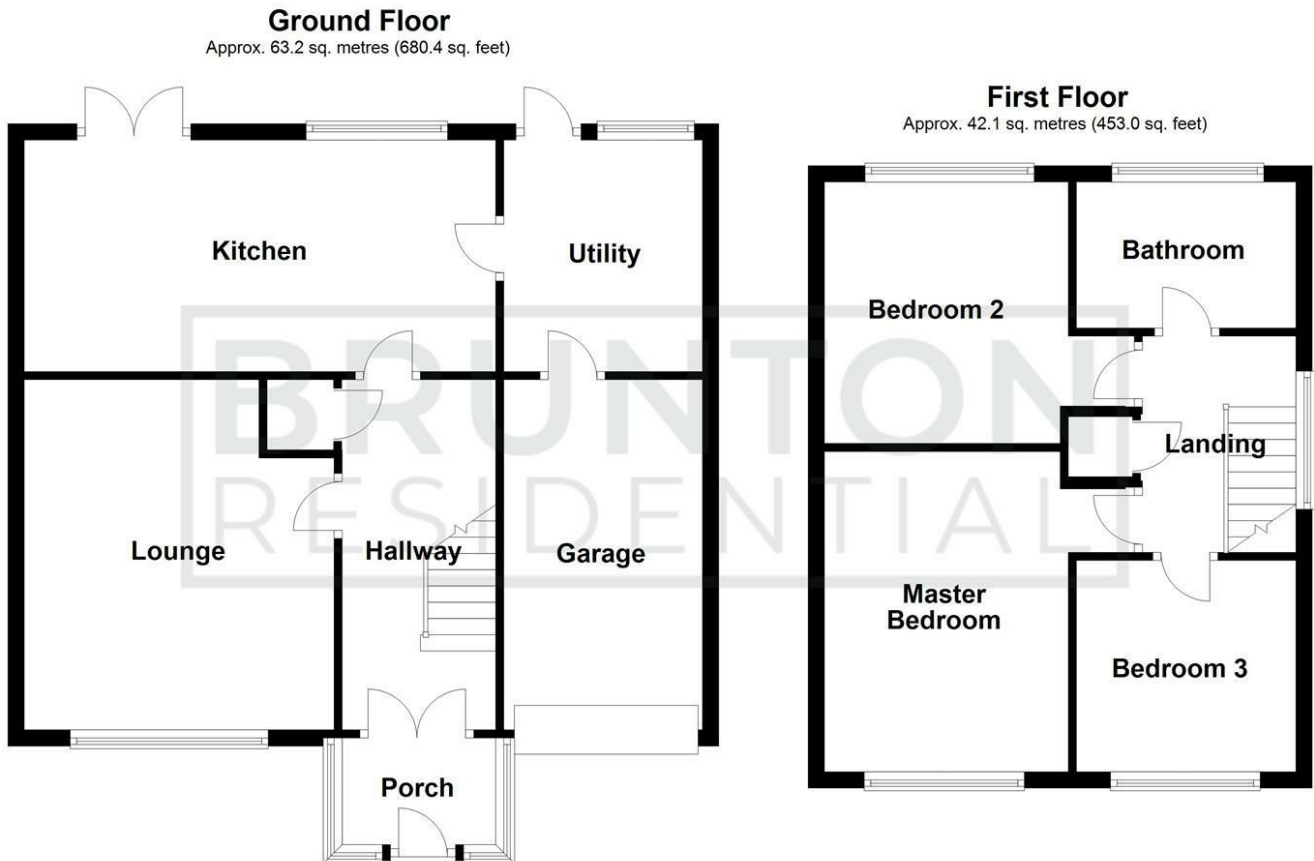 Ground Floor
Approx. 63.2 sq. metres (680.4 sq. feet)
Kitchen
Utility
Lounge
Hallway
Garage
Porch
First Floor
Approx. 42.1 sq. metres (453.0 sq. feet)
Bedroom 2
Bathroom
Landing
Master
Bedroom
Bedroom 3
BRUNTON
RESIDENTIAL